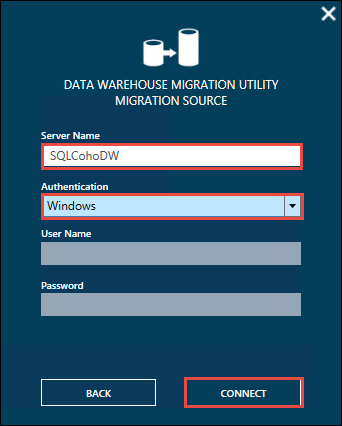 DATA WAREHOUSE MIGRATION UTILITY
MIGRATION SOURCE
Server Name
SQLCohoDW
Authentication
Windows
User Name
Password
BACK
CONNECT